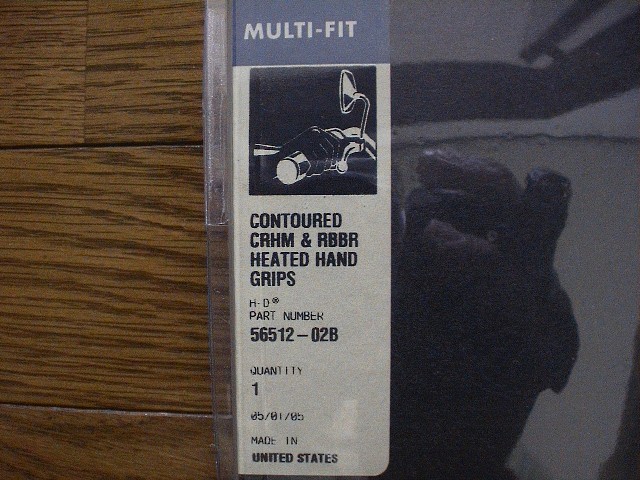 MULTI-FIT
CONTOURED
CRHM & RBBR
HEATED HAND
GRIPS
H-D®
PART NUMBER
56512-02B
QUANTITY
1
05/01/05
MADE IN
UNITED STATES